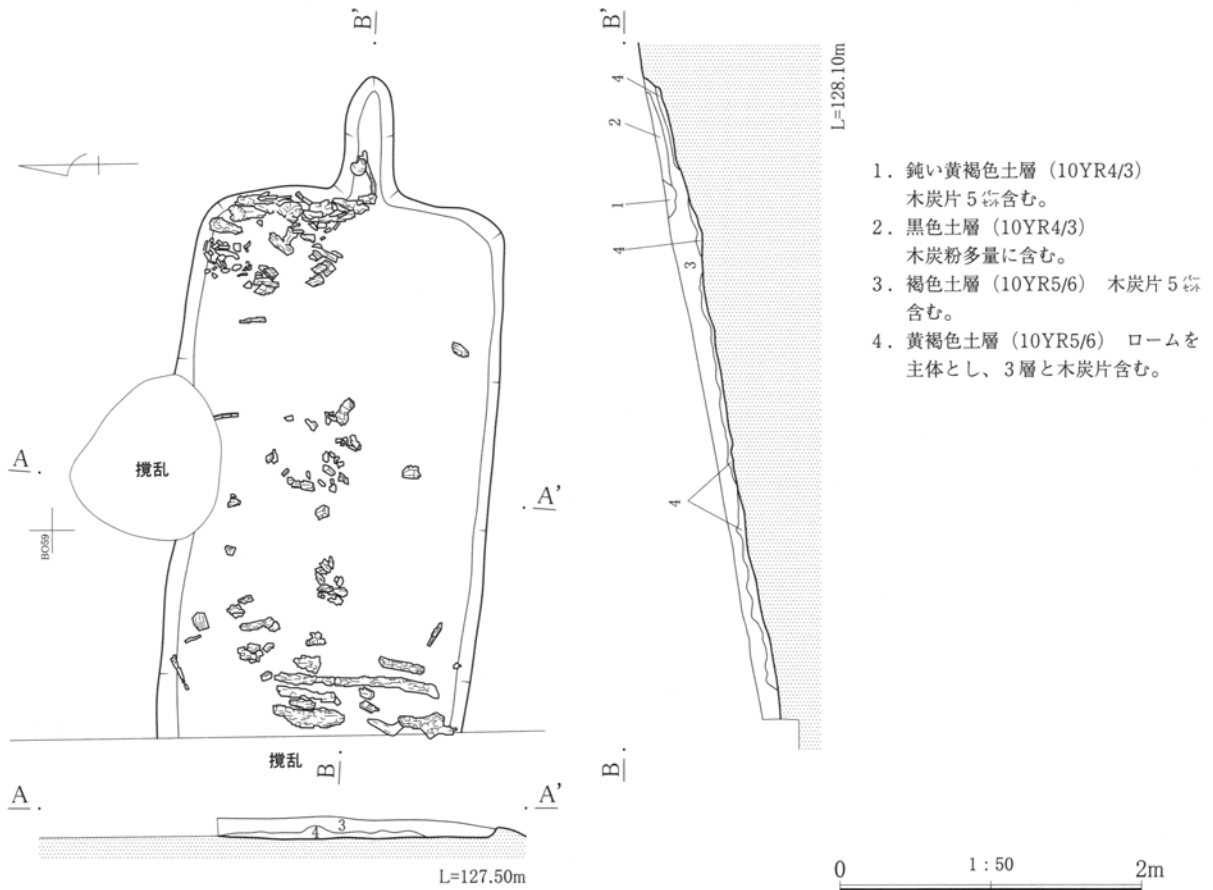 B'
B'
4
2
1
4
3
L=128.10m
1．鈍い黄褐色土層（10YR4/3）
木炭片5㌫含む。
2．黒色土層（10YR4/3）
木炭粉多量に含む。
3．褐色土層（10YR5/6）　木炭片5㌫
含む。
4．黄褐色土層（10YR5/6）　ロームを
主体とし、3層と木炭片含む。
A
撹乱
A'
BO59
4
撹乱
B
B
A
A'
3
4
L=127.50m
0
1：50
2m